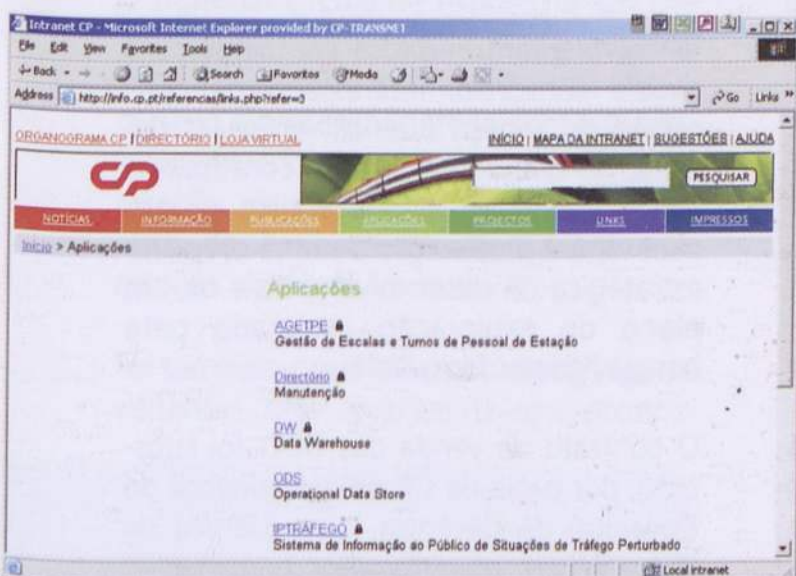 Intranet CP - Microsoft Internet Explorer provided by CP-TRANSNET
File Edit View Favorites Tools Help
Back Search Favorites Media
Address http://info.cp.pt/referencias/links.php?refer=3 Go Links »
ORGANOGRAMA CP | DIRECTÓRIO | LOJA VIRTUAL INÍCIO | MAPA DA INTRANET | SUGESTÕES | AJUDA
CP PESQUISAR
NOTÍCIAS INFORMAÇÃO PUBLICAÇÕES APLICAÇÕES PROJECTOS LINKS IMPRESSOS
Início > Aplicações
Aplicações
AGETPE
Gestão de Escalas e Turnos de Pessoal de Estação
Directório
Manutenção
DW
Data Warehouse
ODS
Operational Data Store
IPTRÁFEGO
Sistema de Informação ao Público de Situações de Tráfego Perturbado
Local intranet